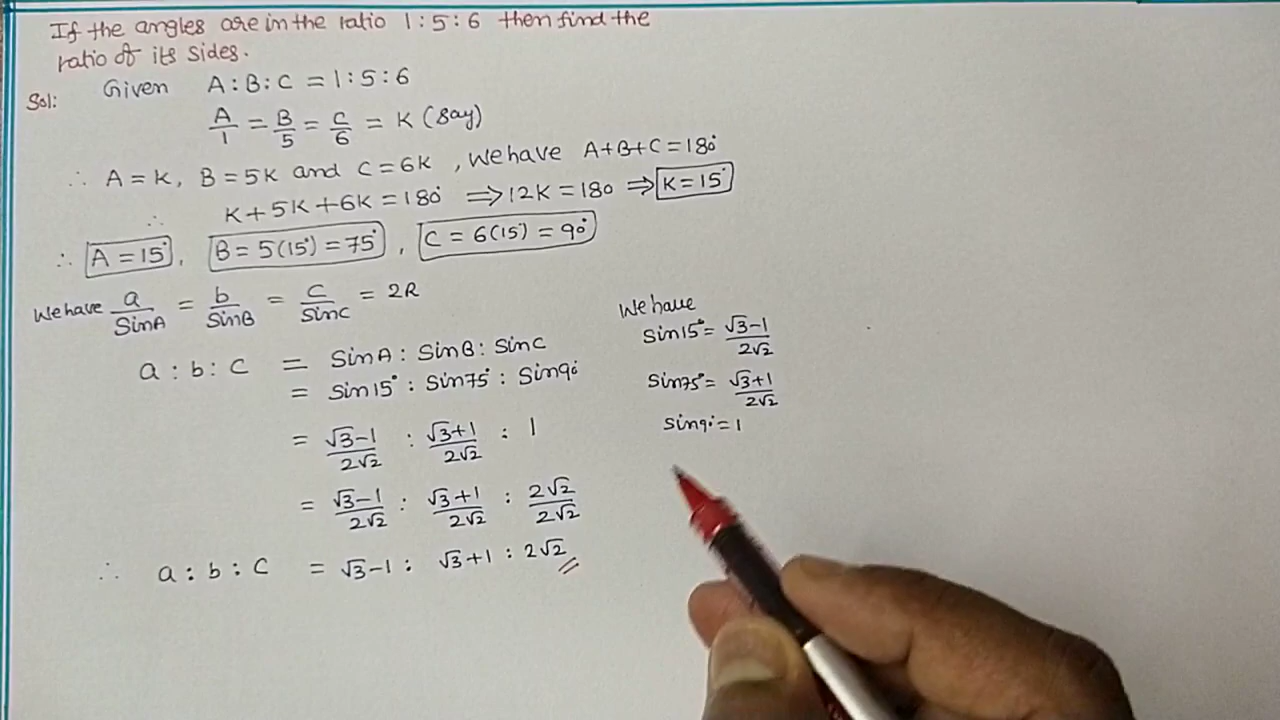 If the angles are in the ratio 1 : 5 : 6 then find the
ratio of its sides.
Sol: Given A : B : C = 1 : 5 : 6
A/1 = B/5 = C/6 = K (Say)
∴ A = K, B = 5K and C = 6K , We have A+B+C = 180°
∴ K + 5K + 6K = 180° ⟹ 12K = 180 ⟹ K = 15°
∴ A = 15° , B = 5(15°) = 75° , C = 6(15°) = 90°
We have a/SinA = b/SinB = C/SinC = 2R
a : b : C = SinA : SinB : SinC
= Sin15° : Sin75° : Sin90°
= √3-1/2√2 : √3+1/2√2 : 1
= √3-1/2√2 : √3+1/2√2 : 2√2/2√2
∴ a : b : C = √3-1 : √3+1 : 2√2
We have
Sin15° = √3-1/2√2
Sin75° = √3+1/2√2
Sin90° = 1